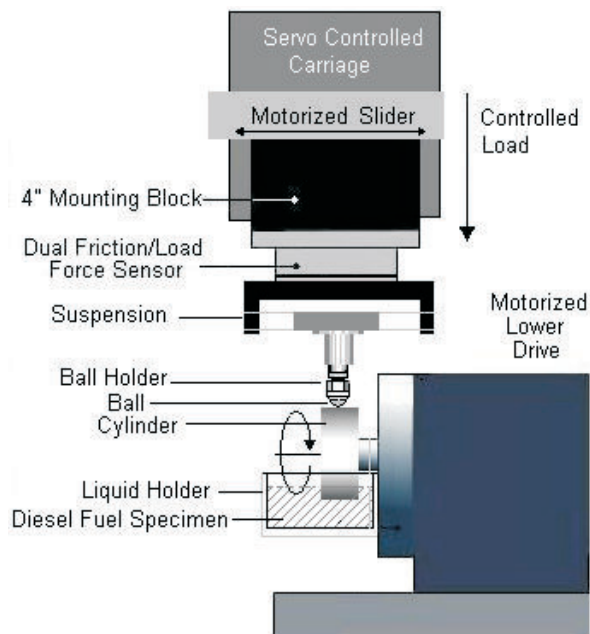 Servo Controlled
Carriage
Motorized Slider
Controlled
Load
4" Mounting Block
Dual Friction/Load
Force Sensor
Suspension
Motorized
Lower
Drive
Ball Holder
Ball
Cylinder
Liquid Holder
Diesel Fuel Specimen